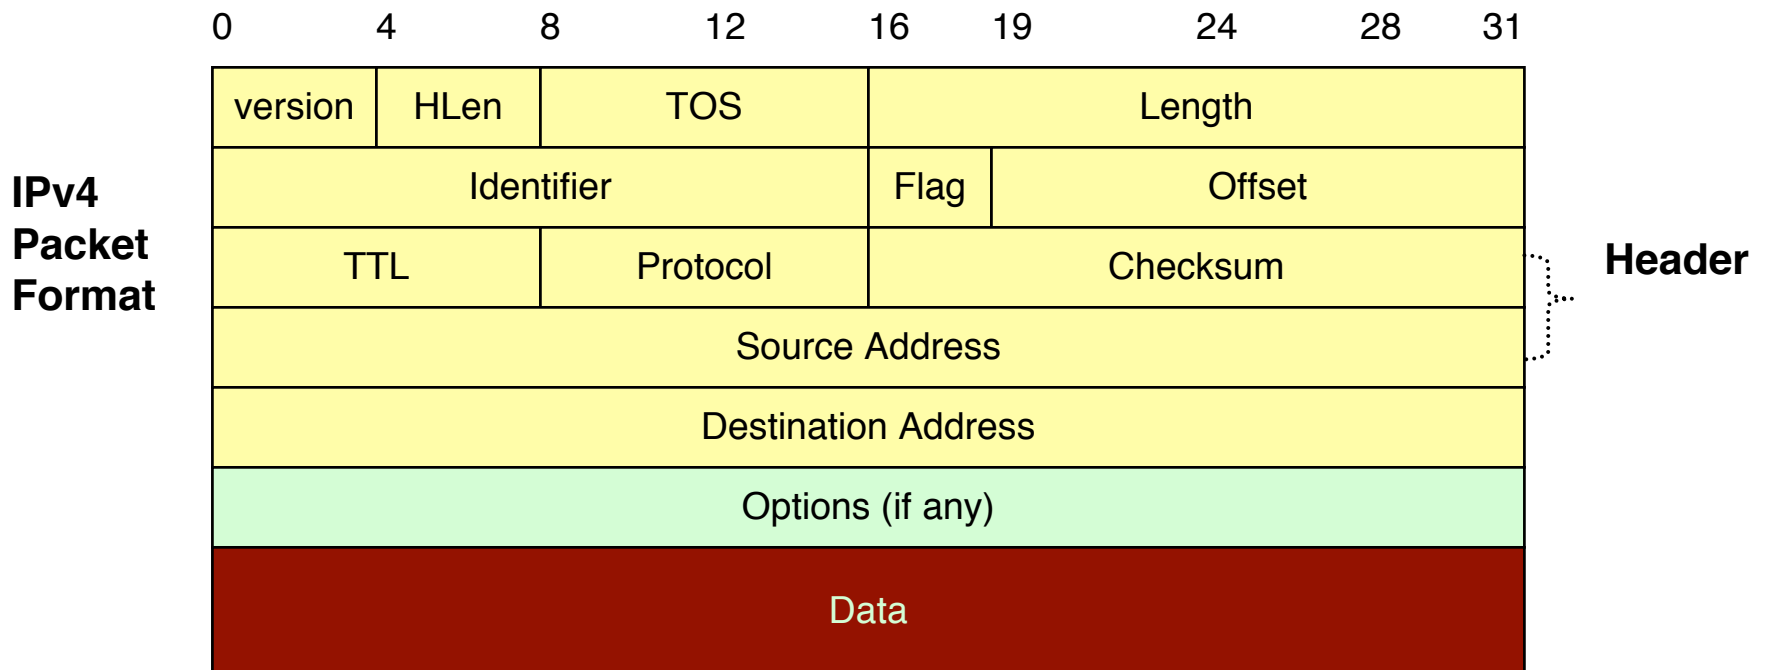 0 4 8 12 16 19 24 28 31
version HLen TOS Length
Identifier Flag Offset
TTL Protocol Checksum
Source Address
Destination Address
Options (if any)
Data
IPv4
Packet
Format
Header